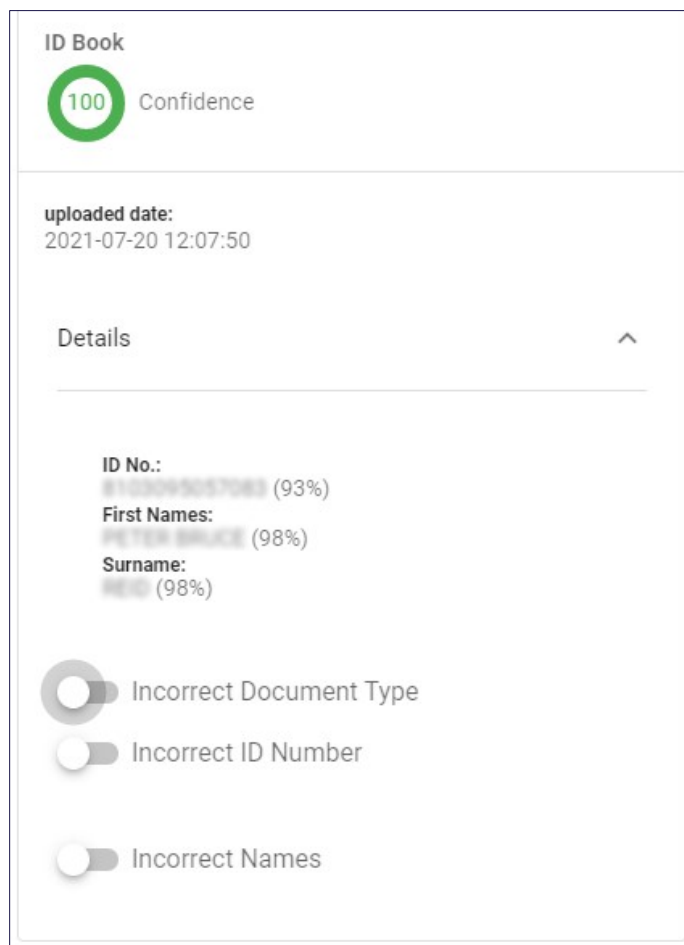 ID Book
100 Confidence
uploaded date:
2021-07-20 12:07:50
Details
ID No.:
(93%)
First Names:
(98%)
Surname:
(98%)
Incorrect Document Type
Incorrect ID Number
Incorrect Names